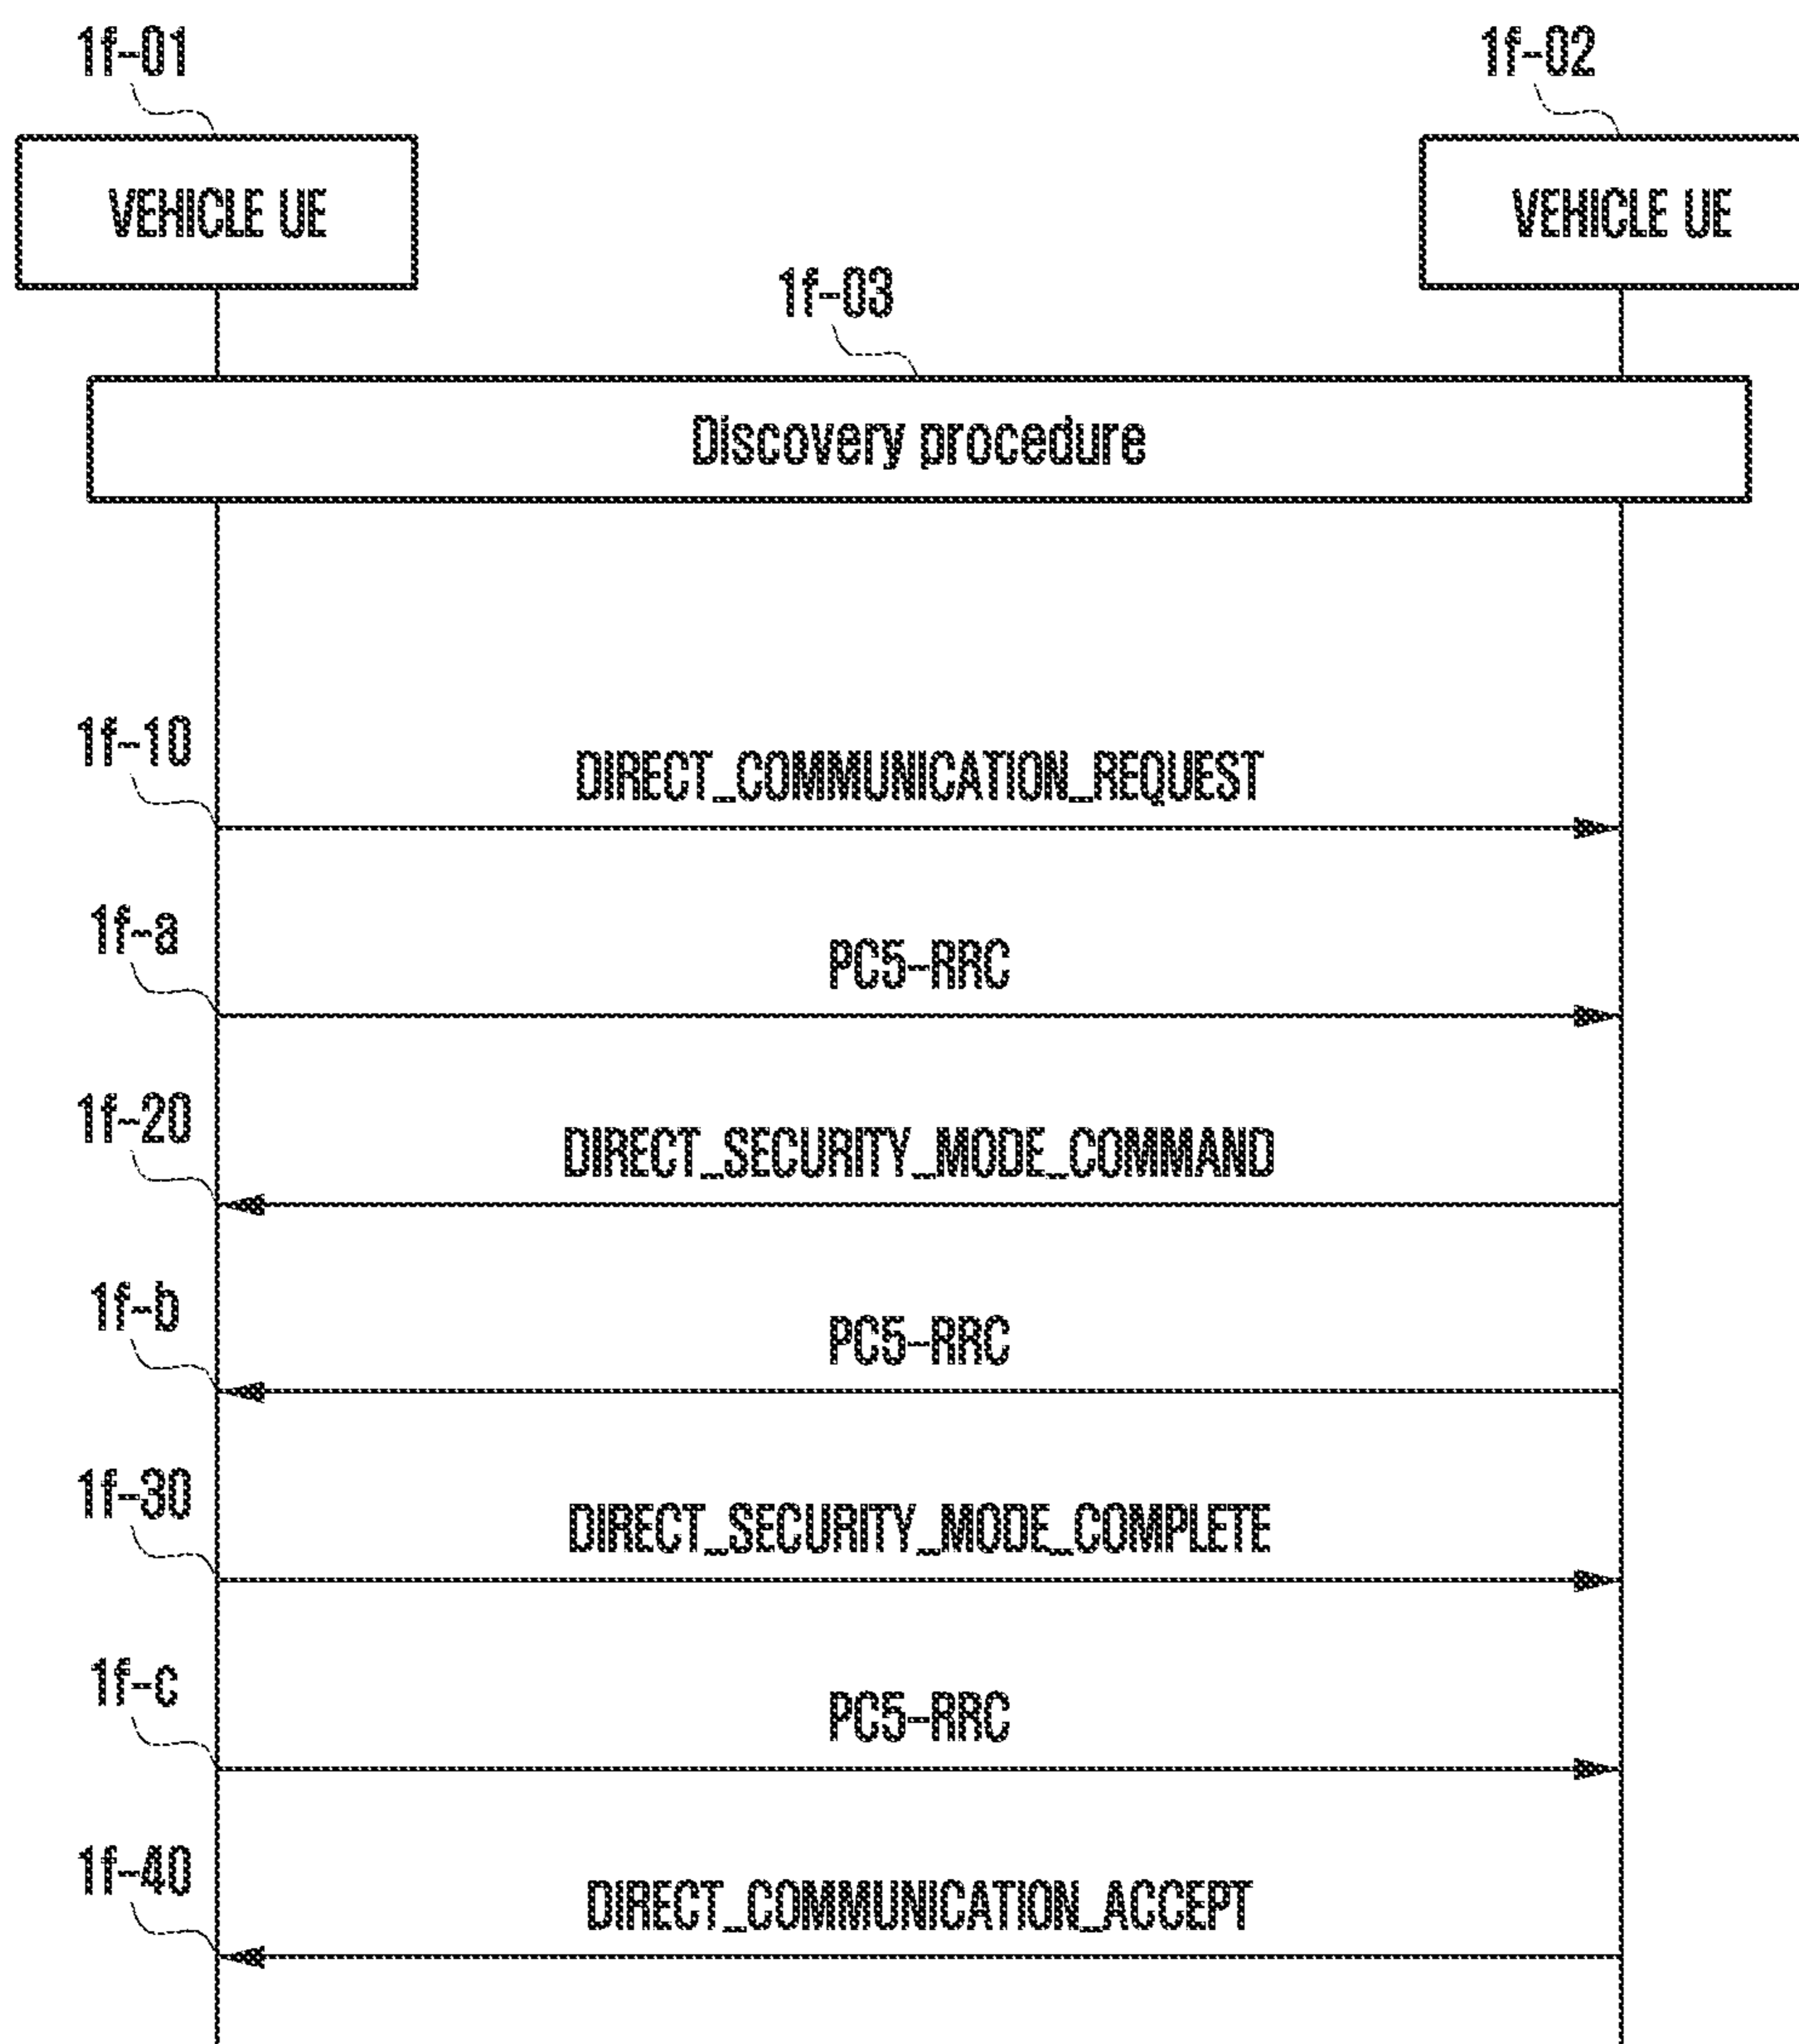 1f-01
1f-02
VEHICLE UE
VEHICLE UE
1f-03
Discovery procedure
1f-10
DIRECT_COMMUNICATION_REQUEST
1f-a
PC5-RRC
1f-20
DIRECT_SECURITY_MODE_COMMAND
1f-b
PC5-RRC
1f-30
DIRECT_SECURITY_MODE_COMPLETE
1f-c
PC5-RRC
1f-40
DIRECT_COMMUNICATION_ACCEPT